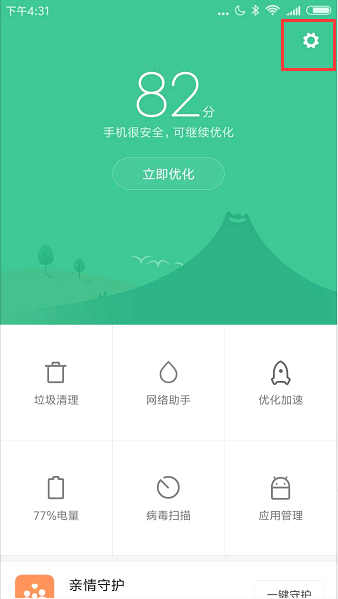 下午4:31
82分
手机很安全,可继续优化
立即优化
垃圾清理
网络助手
优化加速
77%电量
病毒扫描
应用管理
亲情守护
一键守护